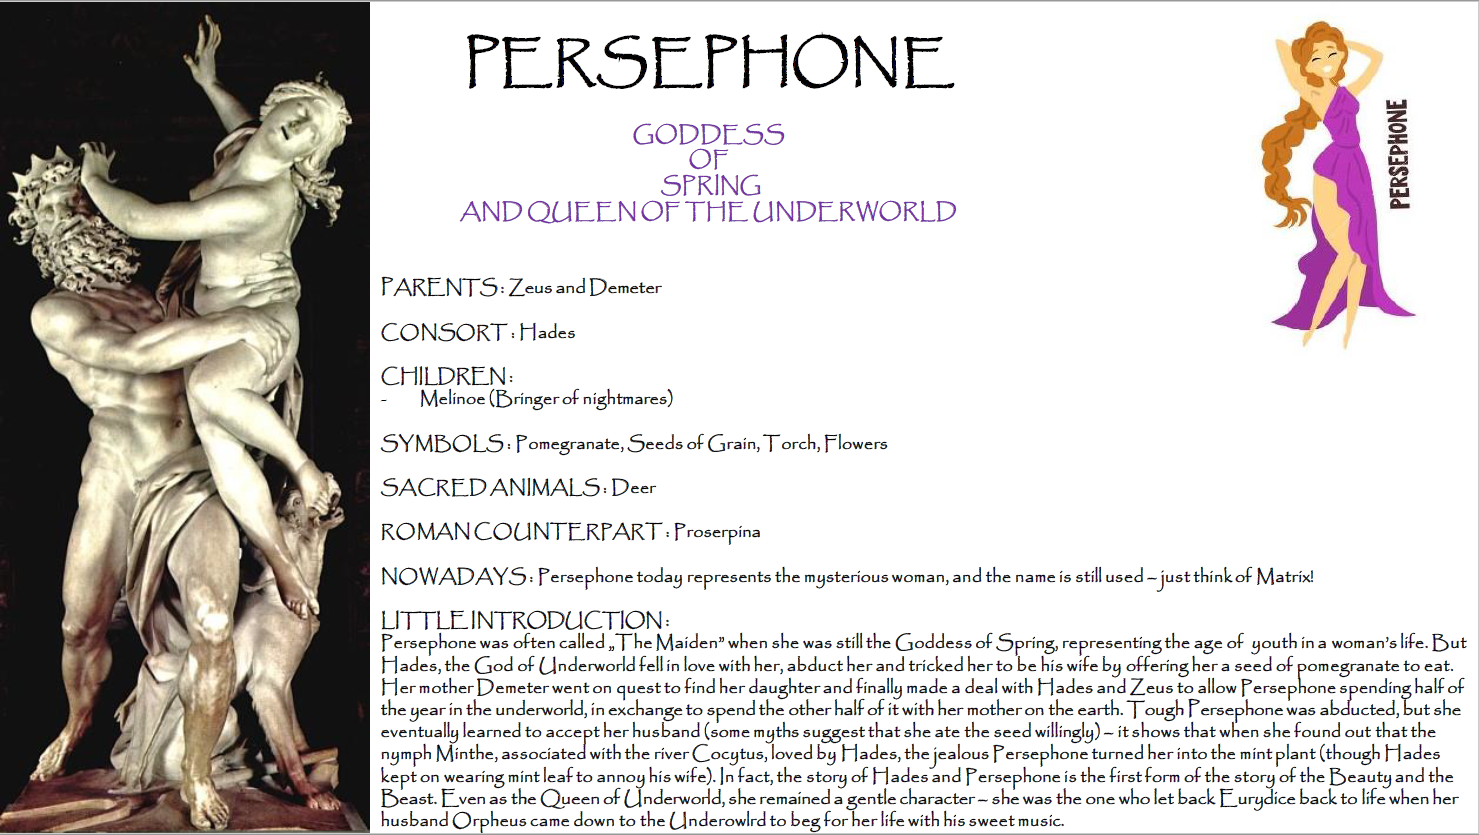 PERSEPHONE
GODDESS
OF
SPRING
AND QUEEN OF THE UNDERWORLD
PERSEPHONE
PARENTS : Zeus and Demeter
CONSORT : Hades
CHILDREN :
- Melinoe (Bringer of nightmares)
SYMBOLS : Pomegranate, Seeds of Grain, Torch, Flowers
SACRED ANIMALS : Deer
ROMAN COUNTERPART : Proserpina
NOWADAYS : Persephone today represents the mysterious woman, and the name is still used – just think of Matrix!
LITTLE INTRODUCTION :
Persephone was often called „The Maiden” when she was still the Goddess of Spring, representing the age of youth in a woman's life. But
Hades, the God of Underworld fell in love with her, abduct her and tricked her to be his wife by offering her a seed of pomegranate to eat.
Her mother Demeter went on quest to find her daughter and finally made a deal with Hades and Zeus to allow Persephone spending half of
the year in the underworld, in exchange to spend the other half of it with her mother on the earth. Tough Persephone was abducted, but she
eventually learned to accept her husband (some myths suggest that she ate the seed willingly) – it shows that when she found out that the
nymph Minthe, associated with the river Cocytus, loved by Hades, the jealous Persephone turned her into the mint plant (though Hades
kept on wearing mint leaf to annoy his wife). In fact, the story of Hades and Persephone is the first form of the story of the Beauty and the
Beast. Even as the Queen of Underworld, she remained a gentle character – she was the one who let back Eurydice back to life when her
husband Orpheus came down to the Underowlrd to beg for her life with his sweet music.